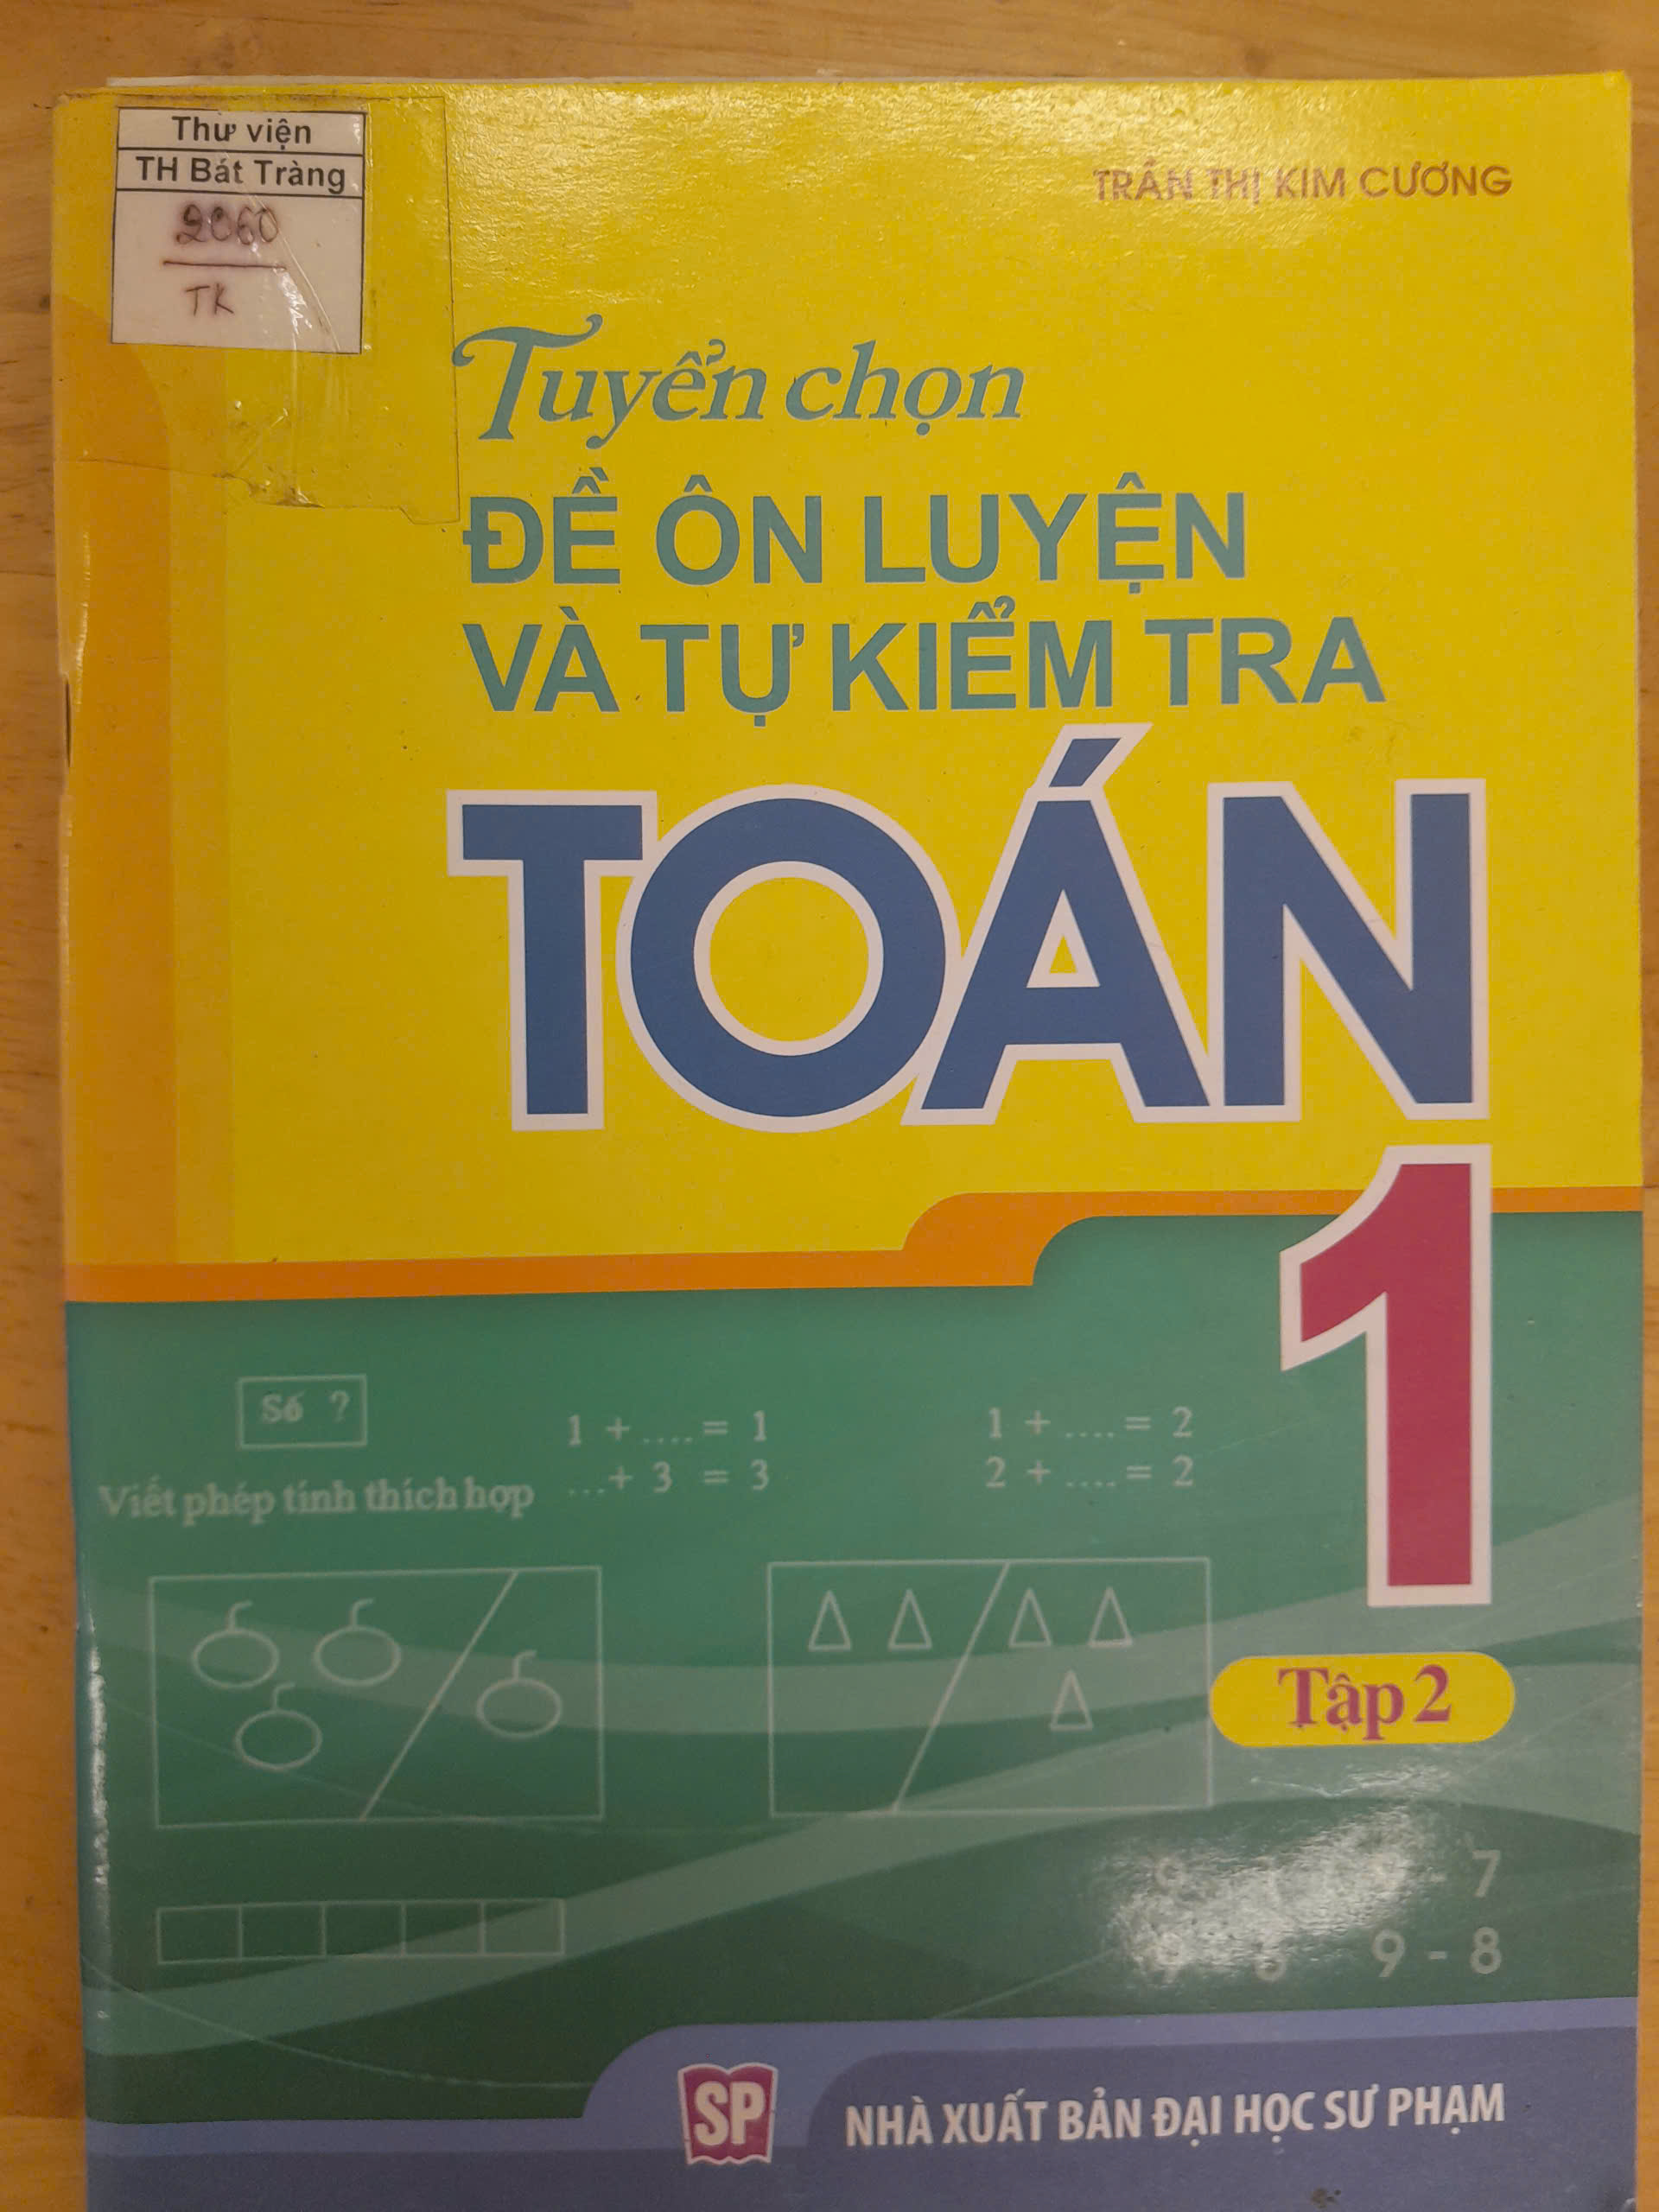 Thư viện
TH Bát Tràng
2060
TK
TRẦN THỊ KIM CƯƠNG
Tuyển chọn
ĐỀ ÔN LUYỆN
VÀ TỰ KIỂM TRA
TOÁN
1
Số ?
1 + .... = 1
1 + .... = 2
Viết phép tính thích hợp
...+ 3 = 3
2 + .... = 2
Tập 2
- 7
9 - 8
SP
NHÀ XUẤT BẢN ĐẠI HỌC SƯ PHẠM